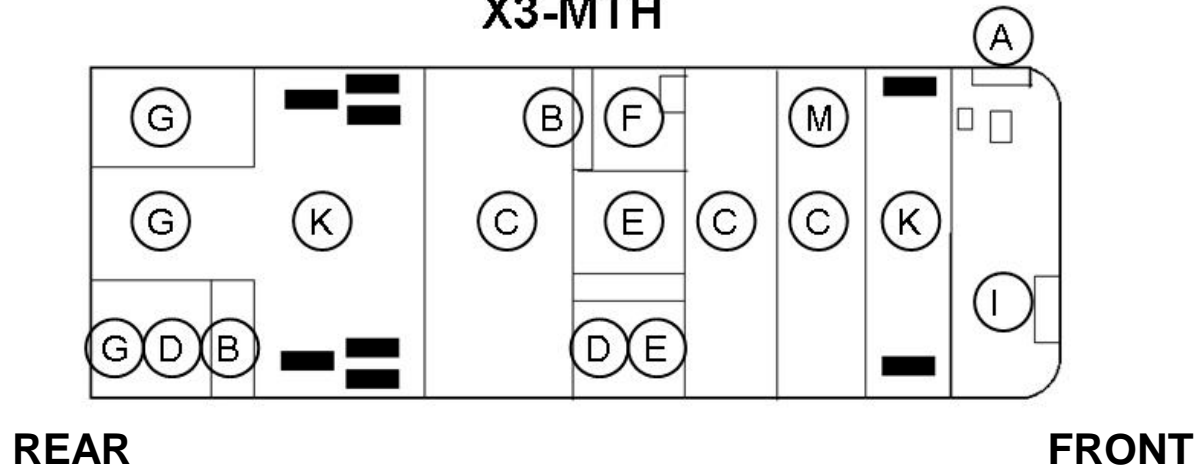 X3-MTH
A
G B F M
G K C E C C K
I
G D B D E
REAR FRONT